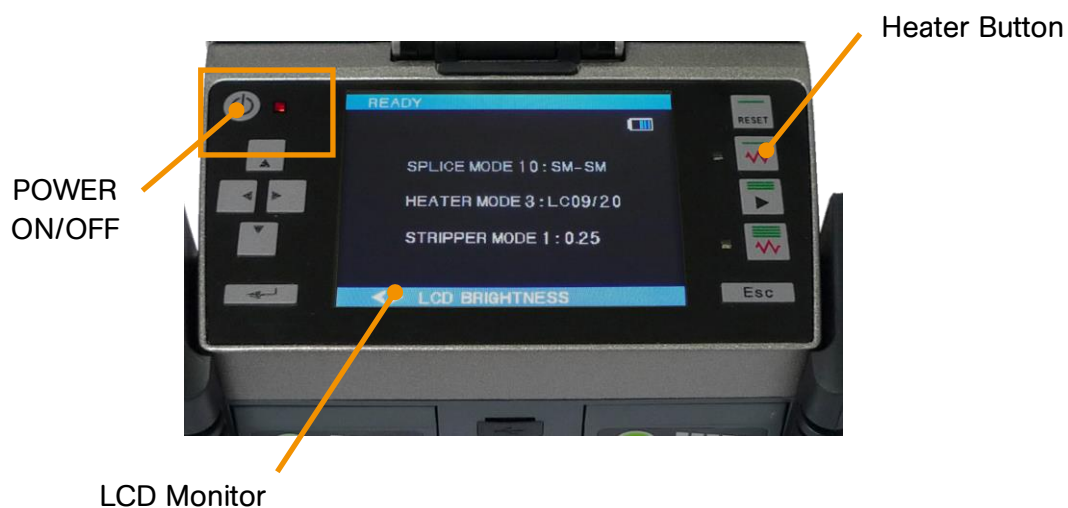 Heater Button
READY
RESET
SPLICE MODE 10 : SM-SM
POWER
ON/OFF
HEATER MODE 3 : LC09/20
STRIPPER MODE 1 : 0.25
LCD BRIGHTNESS
Esc
LCD Monitor